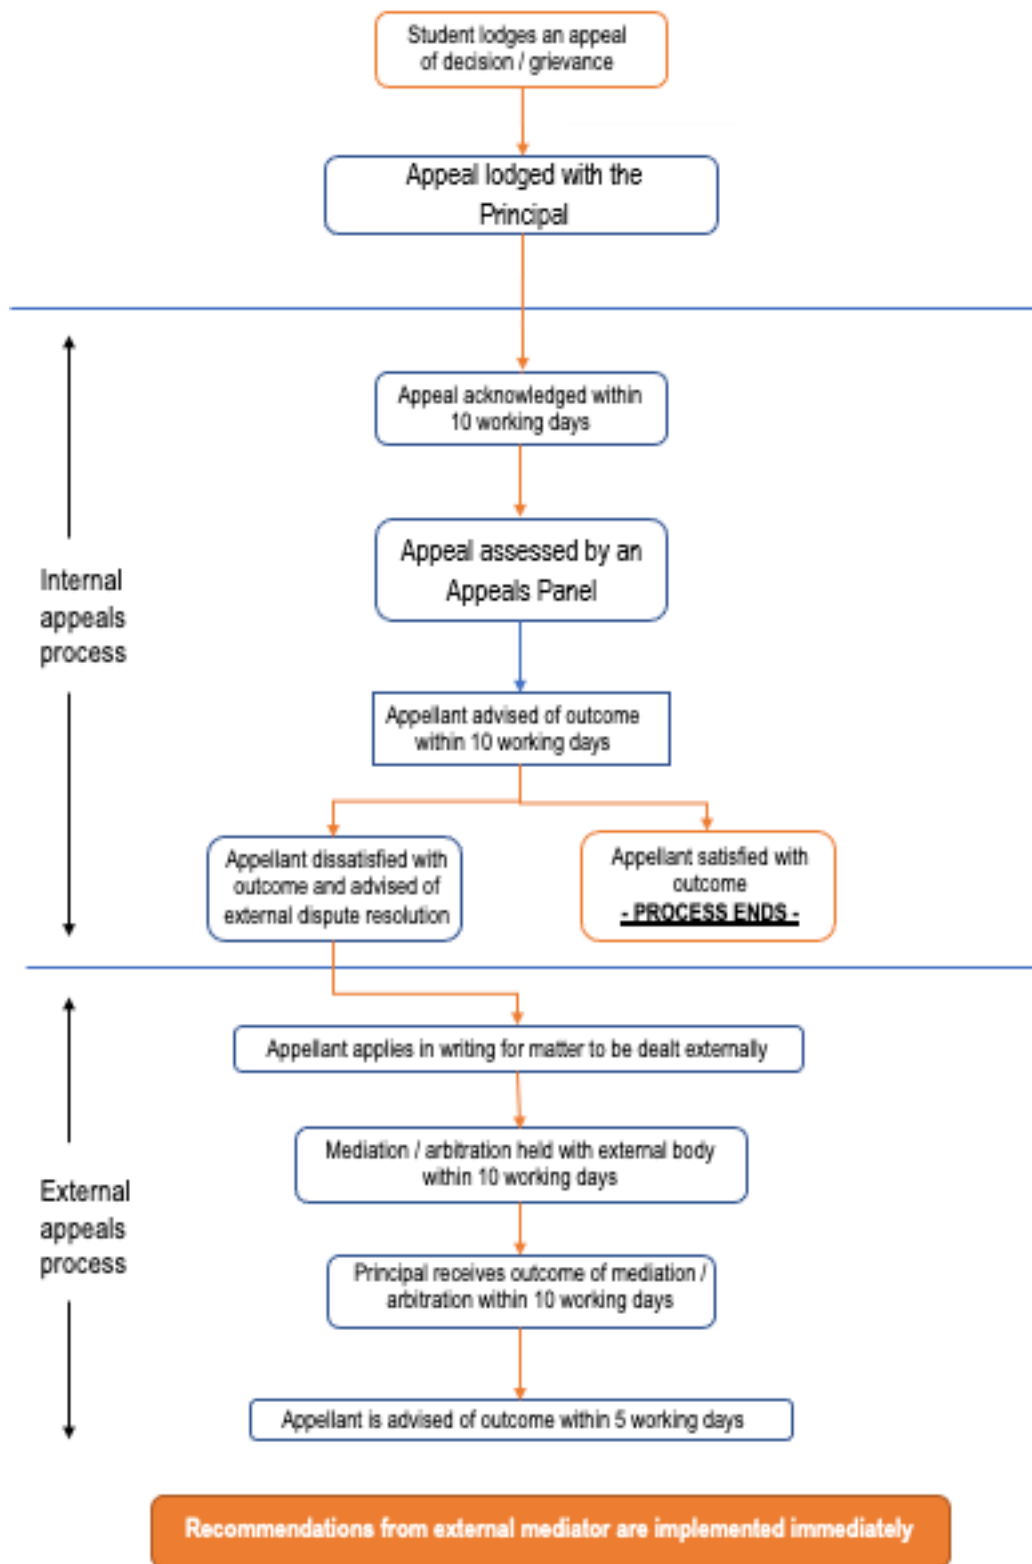 Student lodges an appeal
of decision / grievance
Appeal lodged with the
Principal
Appeal acknowledged within
10 working days
Appeal assessed by an
Appeals Panel
Internal
appeals
process
Appellant advised of outcome
within 10 working days
Appellant dissatisfied with
outcome and advised of
external dispute resolution
Appellant satisfied with
outcome
- PROCESS ENDS -
Appellant applies in writing for matter to be dealt externally
Mediation / arbitration held with external body
within 10 working days
External
appeals
process
Principal receives outcome of mediation /
arbitration within 10 working days
Appellant is advised of outcome within 5 working days
Recommendations from external mediator are implemented immediately